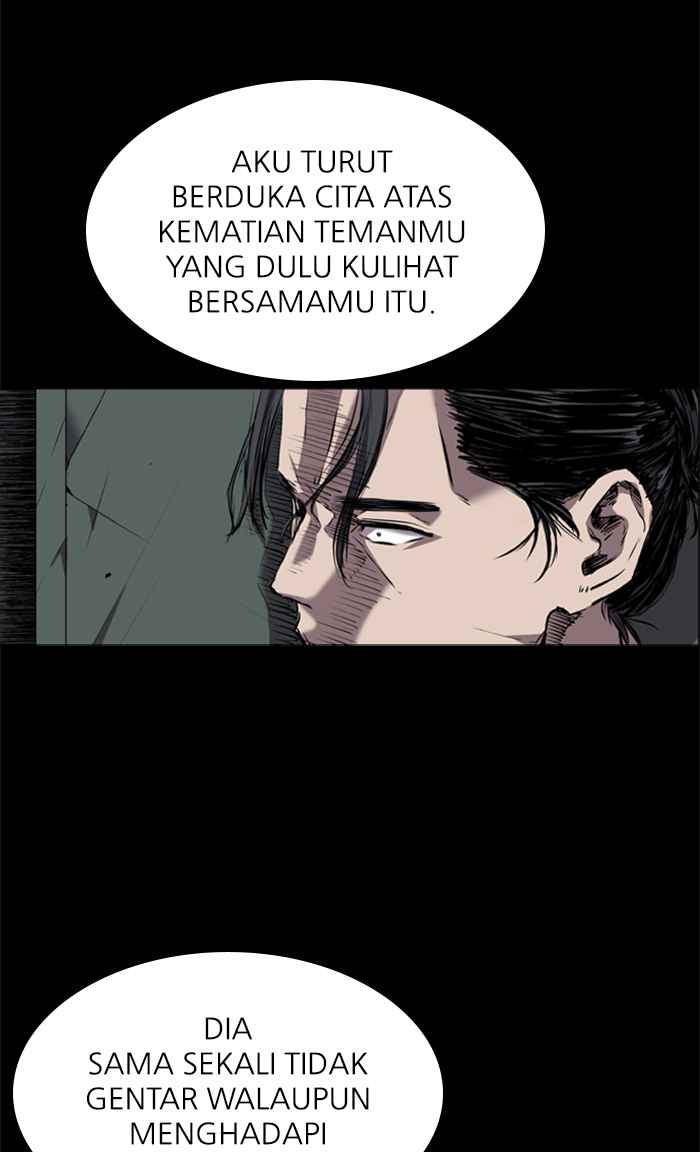 AKU TURUT
BERDUKA CITA ATAS
KEMATIAN TEMANMU
YANG DULU KULIHAT
BERSAMAMU ITU.
DIA
SAMA SEKALI TIDAK
GENTAR WALAUPUN
MENGHADAPI